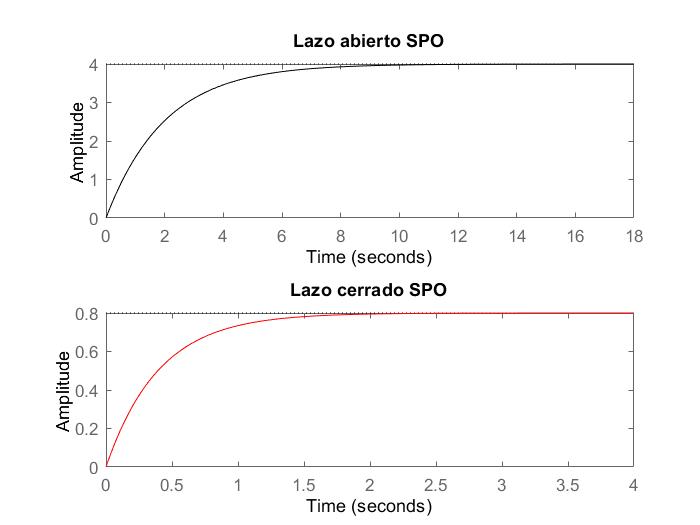 Lazo abierto SPO
4
3
2
1
0
Amplitude
0 2 4 6 8 10 12 14 16 18
Time (seconds)
Lazo cerrado SPO
0.8
0.6
0.4
0.2
0
Amplitude
0 0.5 1 1.5 2 2.5 3 3.5 4
Time (seconds)